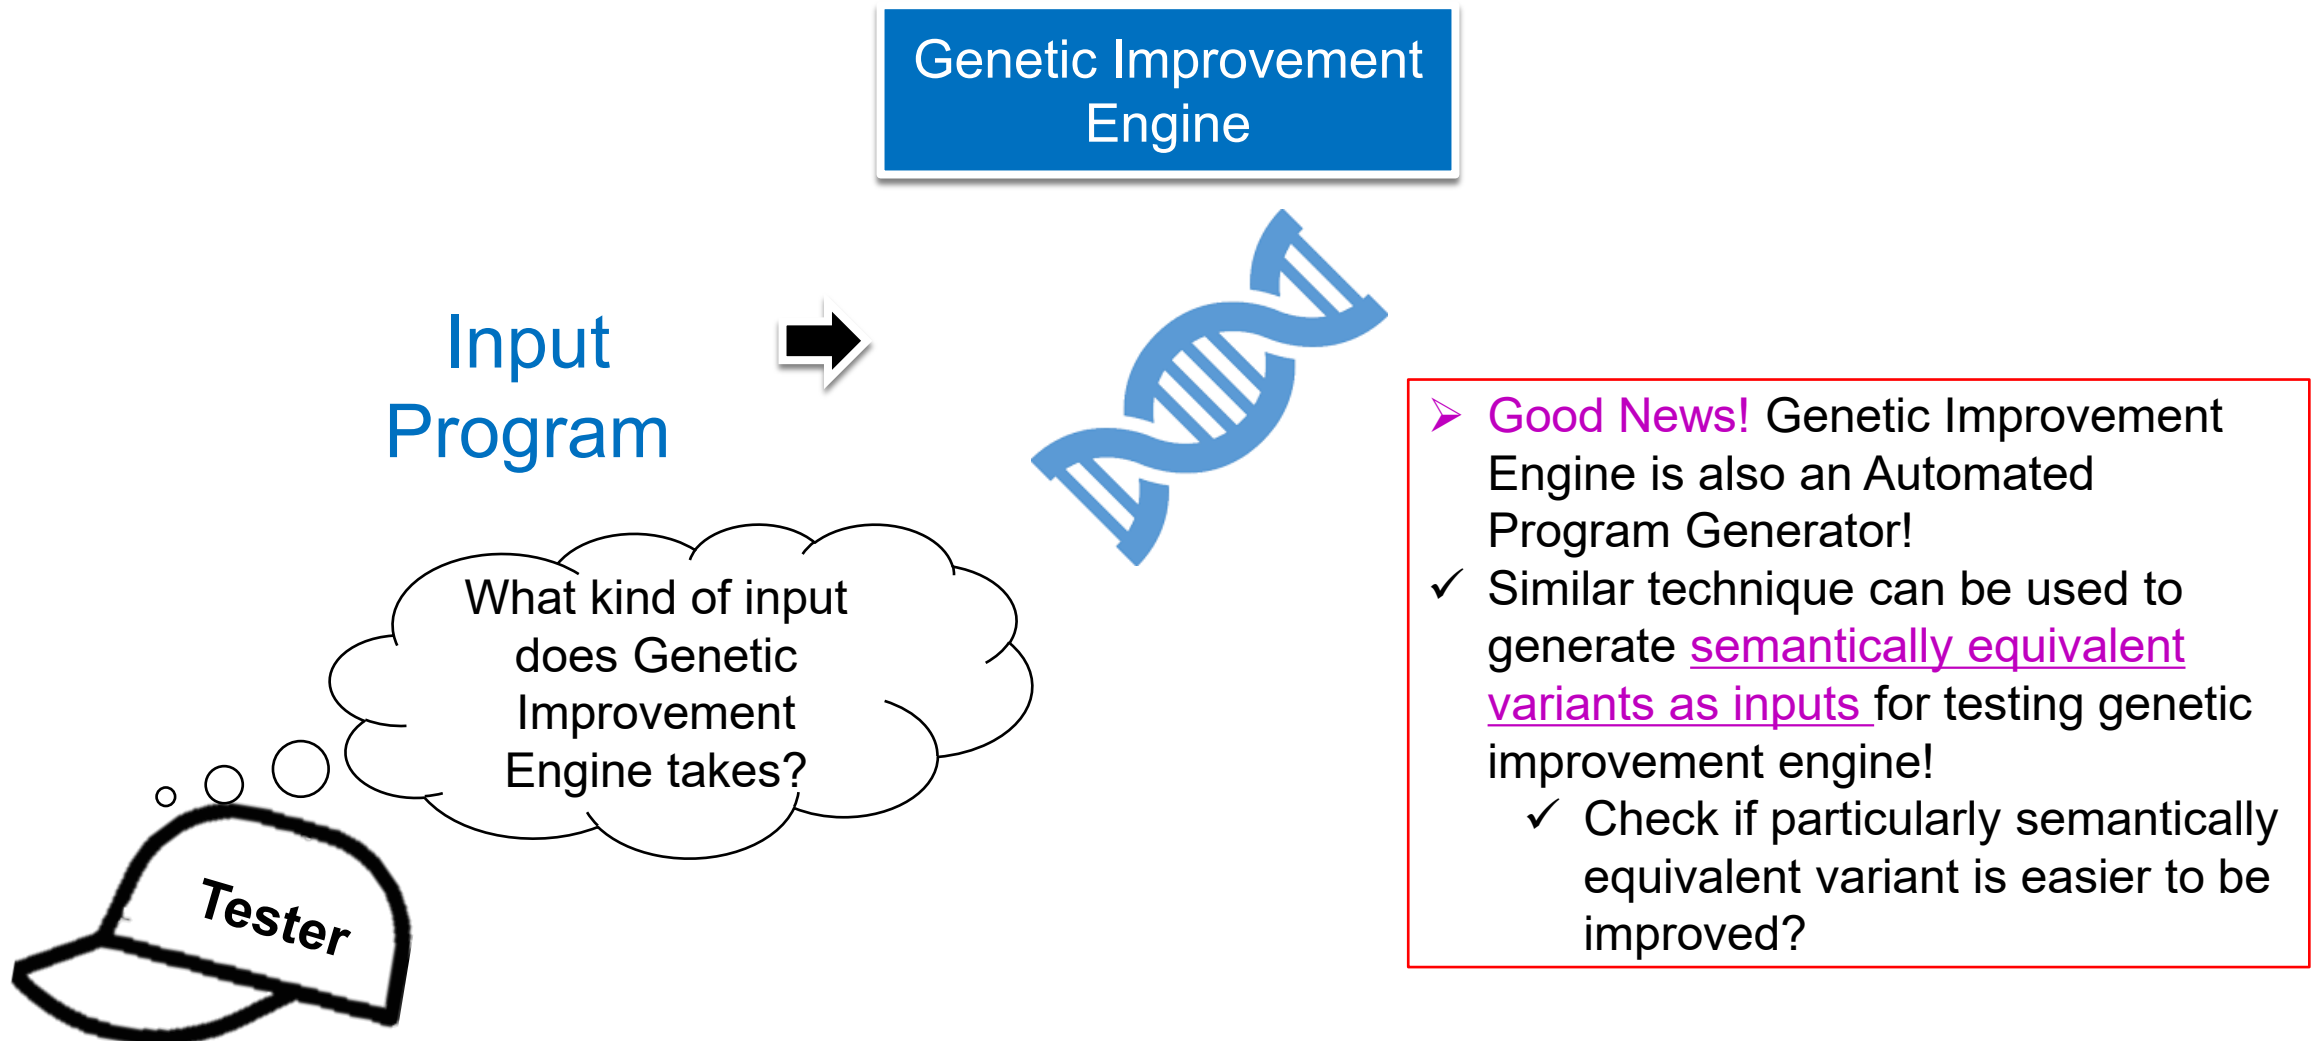 Genetic Improvement
Engine
Input
Program
What kind of input
does Genetic
Improvement
Engine takes?
Tester
➢ Good News! Genetic Improvement
Engine is also an Automated
Program Generator!
✓ Similar technique can be used to
generate semantically equivalent
variants as inputs for testing genetic
improvement engine!
✓ Check if particularly semantically
equivalent variant is easier to be
improved?